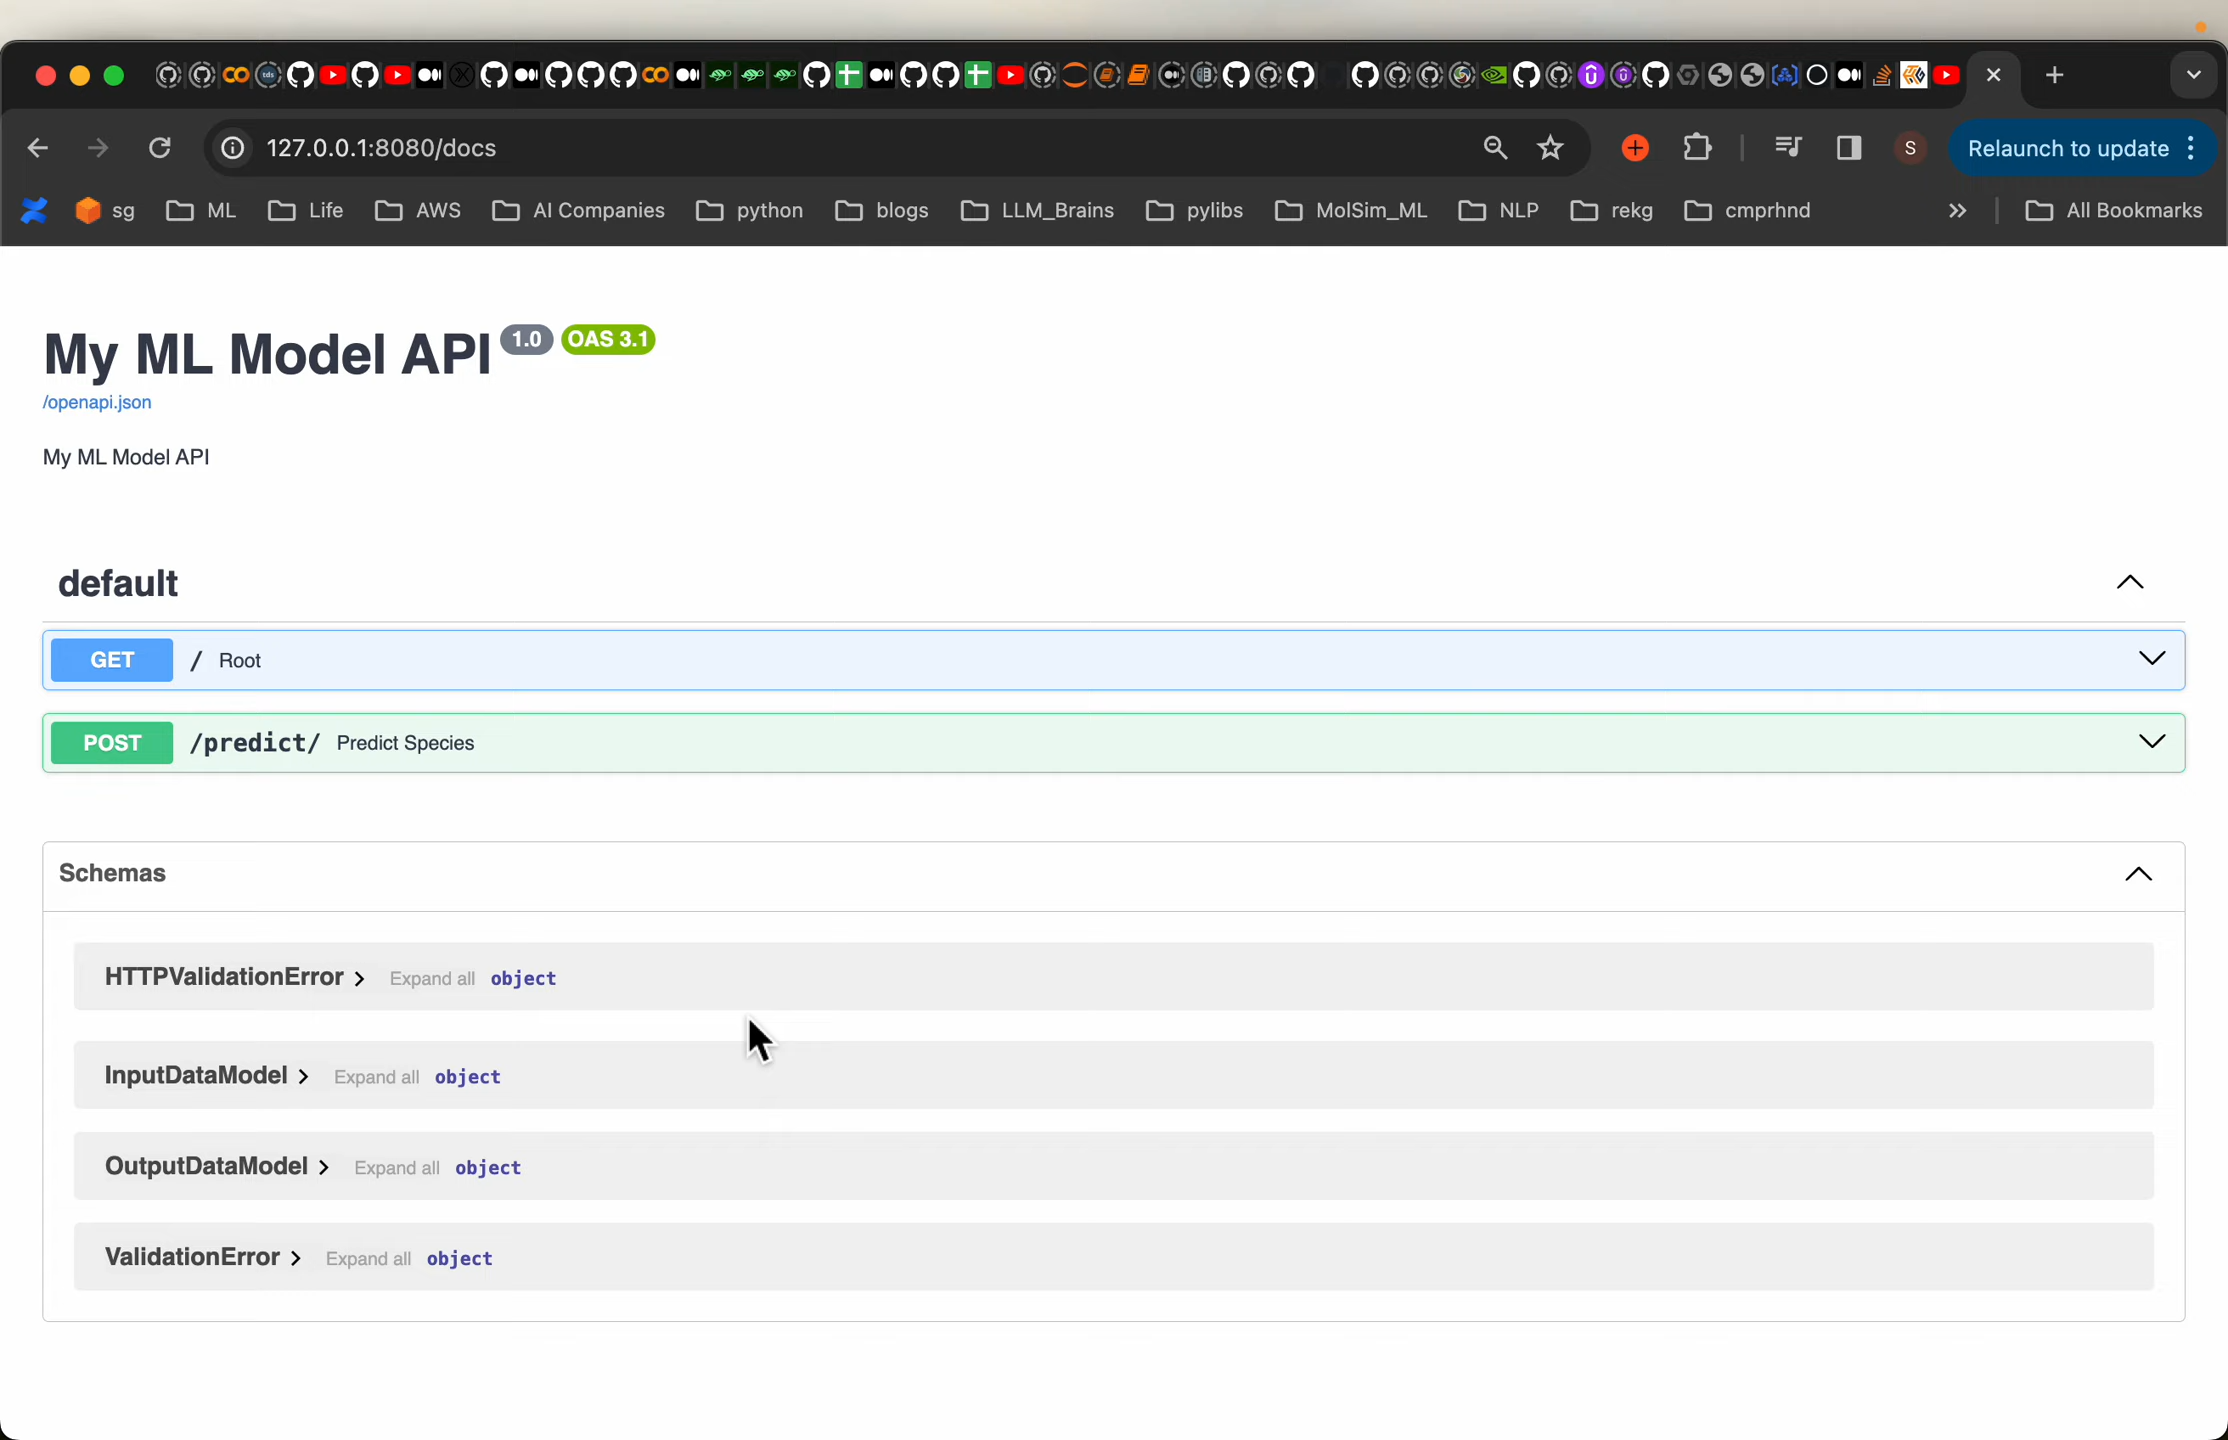 127.0.0.1:8080/docs
S
Relaunch to update
sg
ML
Life
AWS
AI Companies
python
blogs
LLM_Brains
pylibs
MolSim_ML
NLP
rekg
cmprhnd
All Bookmarks
My ML Model API 1.0 OAS 3.1
/openapi.json
My ML Model API
default
GET / Root
POST /predict/ Predict Species
Schemas
HTTPValidationError Expand all object
InputDataModel Expand all object
OutputDataModel Expand all object
ValidationError Expand all object